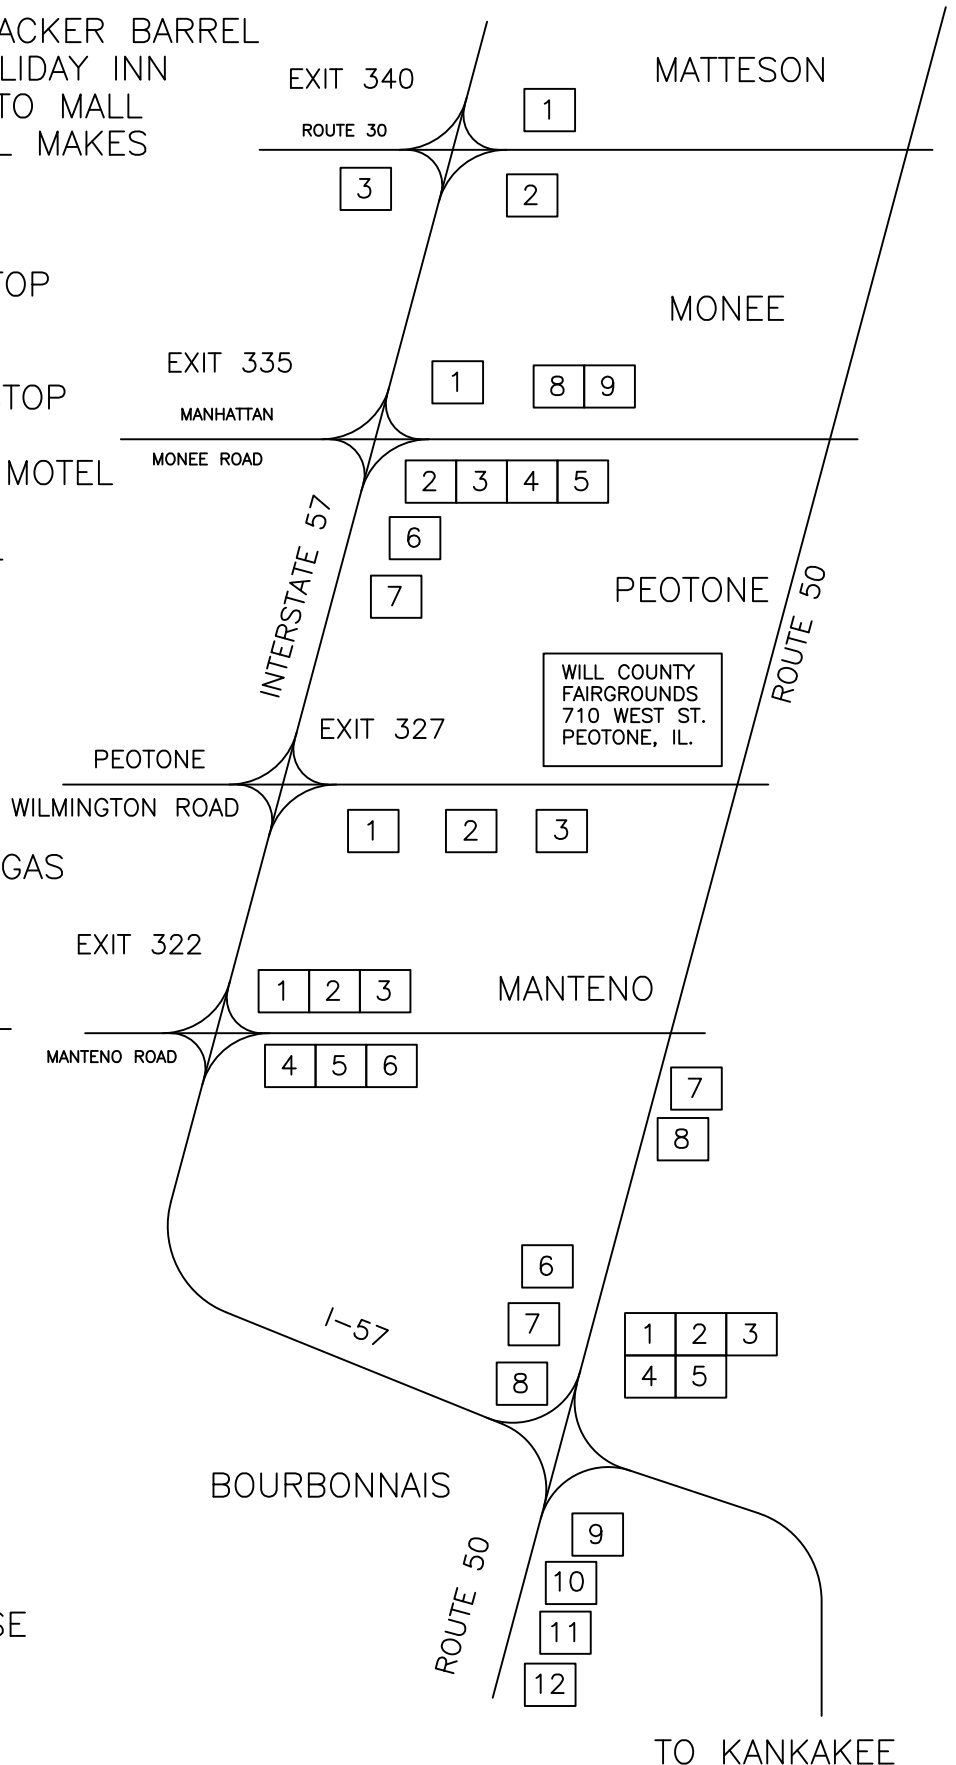 ACKER BARREL
LIDAY INN
TO MALL
L MAKES
EXIT 340
MATTESON
1
ROUTE 30
3
2
TOP
MONEE
EXIT 335
1
8 9
TOP
MANHATTAN
MONEE ROAD
MOTEL
2 3 4 5
INTERSTATE 57
6
7
PEOTONE
ROUTE 50
WILL COUNTY
FAIRGROUNDS
710 WEST ST.
PEOTONE, IL.
EXIT 327
PEOTONE
WILMINGTON ROAD
1 2 3
GAS
EXIT 322
1 2 3
MANTENO
MANTENO ROAD
4 5 6
7
8
6
I-57
7
1 2 3
8
4 5
BOURBONNAIS
9
ROUTE 50
10
SE
11
12
TO KANKAKEE